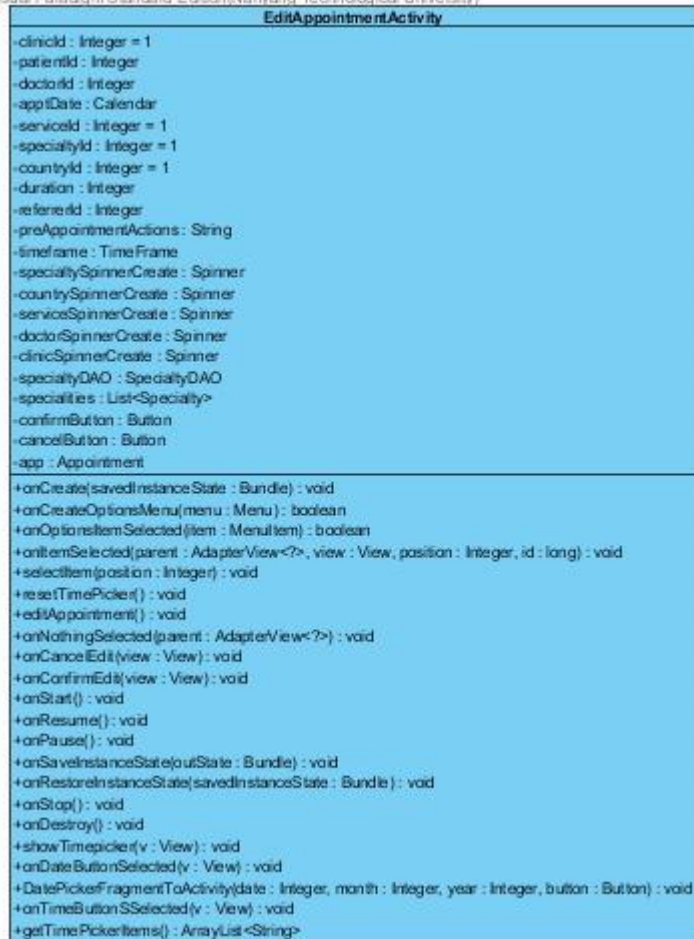 Paradigm Standard Edition(Nanyang Technological University)
EditAppointmentActivity
-clinicId : Integer = 1
-patientId : Integer
-doctorId : Integer
-apptDate : Calendar
-serviceId : Integer = 1
-specialtyId : Integer = 1
-countryId : Integer = 1
-duration : Integer
-referrerId : Integer
-preAppointmentActions : String
-timeframe : TimeFrame
-specialtySpinnerCreate : Spinner
-countrySpinnerCreate : Spinner
-serviceSpinnerCreate : Spinner
-doctorSpinnerCreate : Spinner
-clinicSpinnerCreate : Spinner
-specialtyDAO : SpecialtyDAO
-specialities : List<Specialty>
-confirmButton : Button
-cancelButton : Button
-app : Appointment
+onCreate(savedInstanceState : Bundle) : void
+onCreateOptionsMenu(menu : Menu) : boolean
+onOptionsItemSelected(item : MenuItem) : boolean
+onItemSelected(parent : AdapterView<?>, view : View, position : Integer, id : long) : void
+selectItem(position : Integer) : void
+resetTimePicker() : void
+editAppointment() : void
+onNothingSelected(parent : AdapterView<?>) : void
+onCancelEdit(view : View) : void
+onConfirmEdit(view : View) : void
+onStart() : void
+onResume() : void
+onPause() : void
+onSaveInstanceState(outState : Bundle) : void
+onRestoreInstanceState(savedInstanceState : Bundle) : void
+onStop() : void
+onDestroy() : void
+showTimepicker(v : View) : void
+onDateButtonSelected(v : View) : void
+DatePickerFragmentToActivity(date : Integer, month : Integer, year : Integer, button : Button) : void
+onTimeButtonSSelected(v : View) : void
+getTimePickerItems() : ArrayList<String>